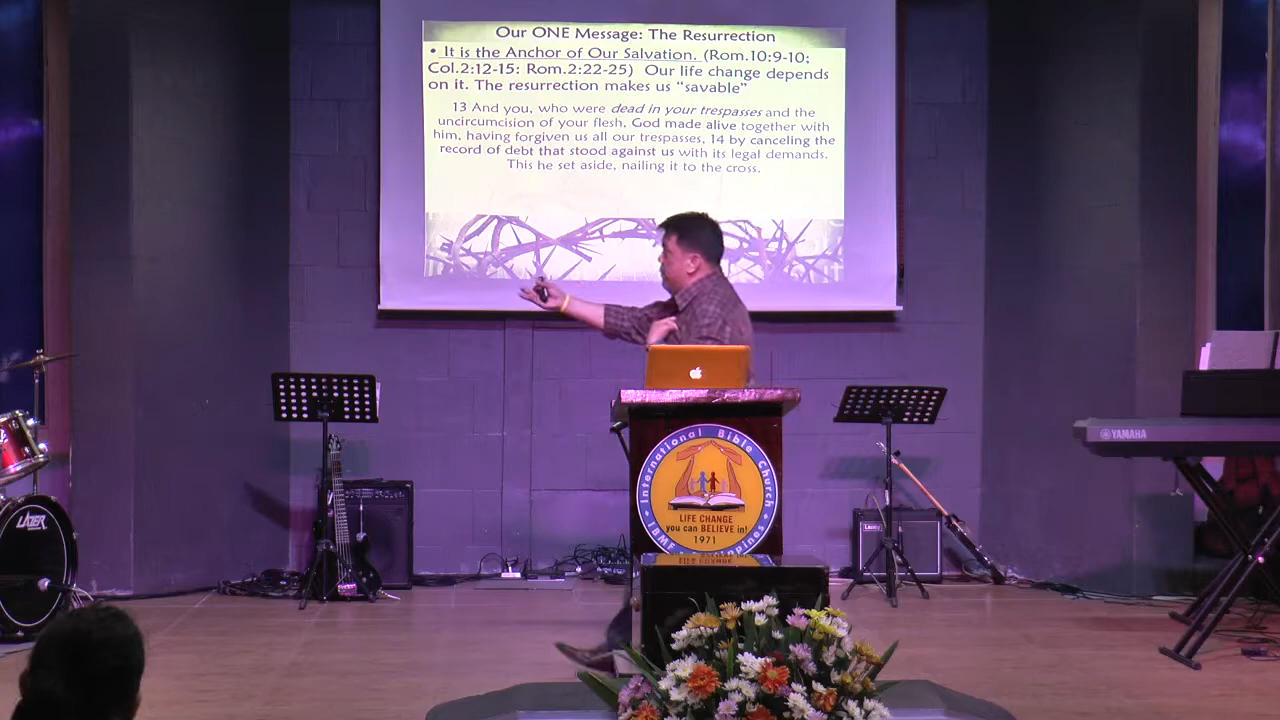 Our ONE Message: The Resurrection
• It is the Anchor of Our Salvation. (Rom.10:9-10;
Col.2:12-15: Rom.2:22-25) Our life change depends
on it. The resurrection makes us “savable”
13 And you, who were dead in your trespasses and the
uncircumcision of your flesh, God made alive together with
him, having forgiven us all our trespasses, 14 by canceling the
record of debt that stood against us with its legal demands.
This he set aside, nailing it to the cross.
YAMAHA
International Bible Church
LIFE CHANGE
you can BELIEVE in!
1971
IBMF • Philippines
LAZER
Laney